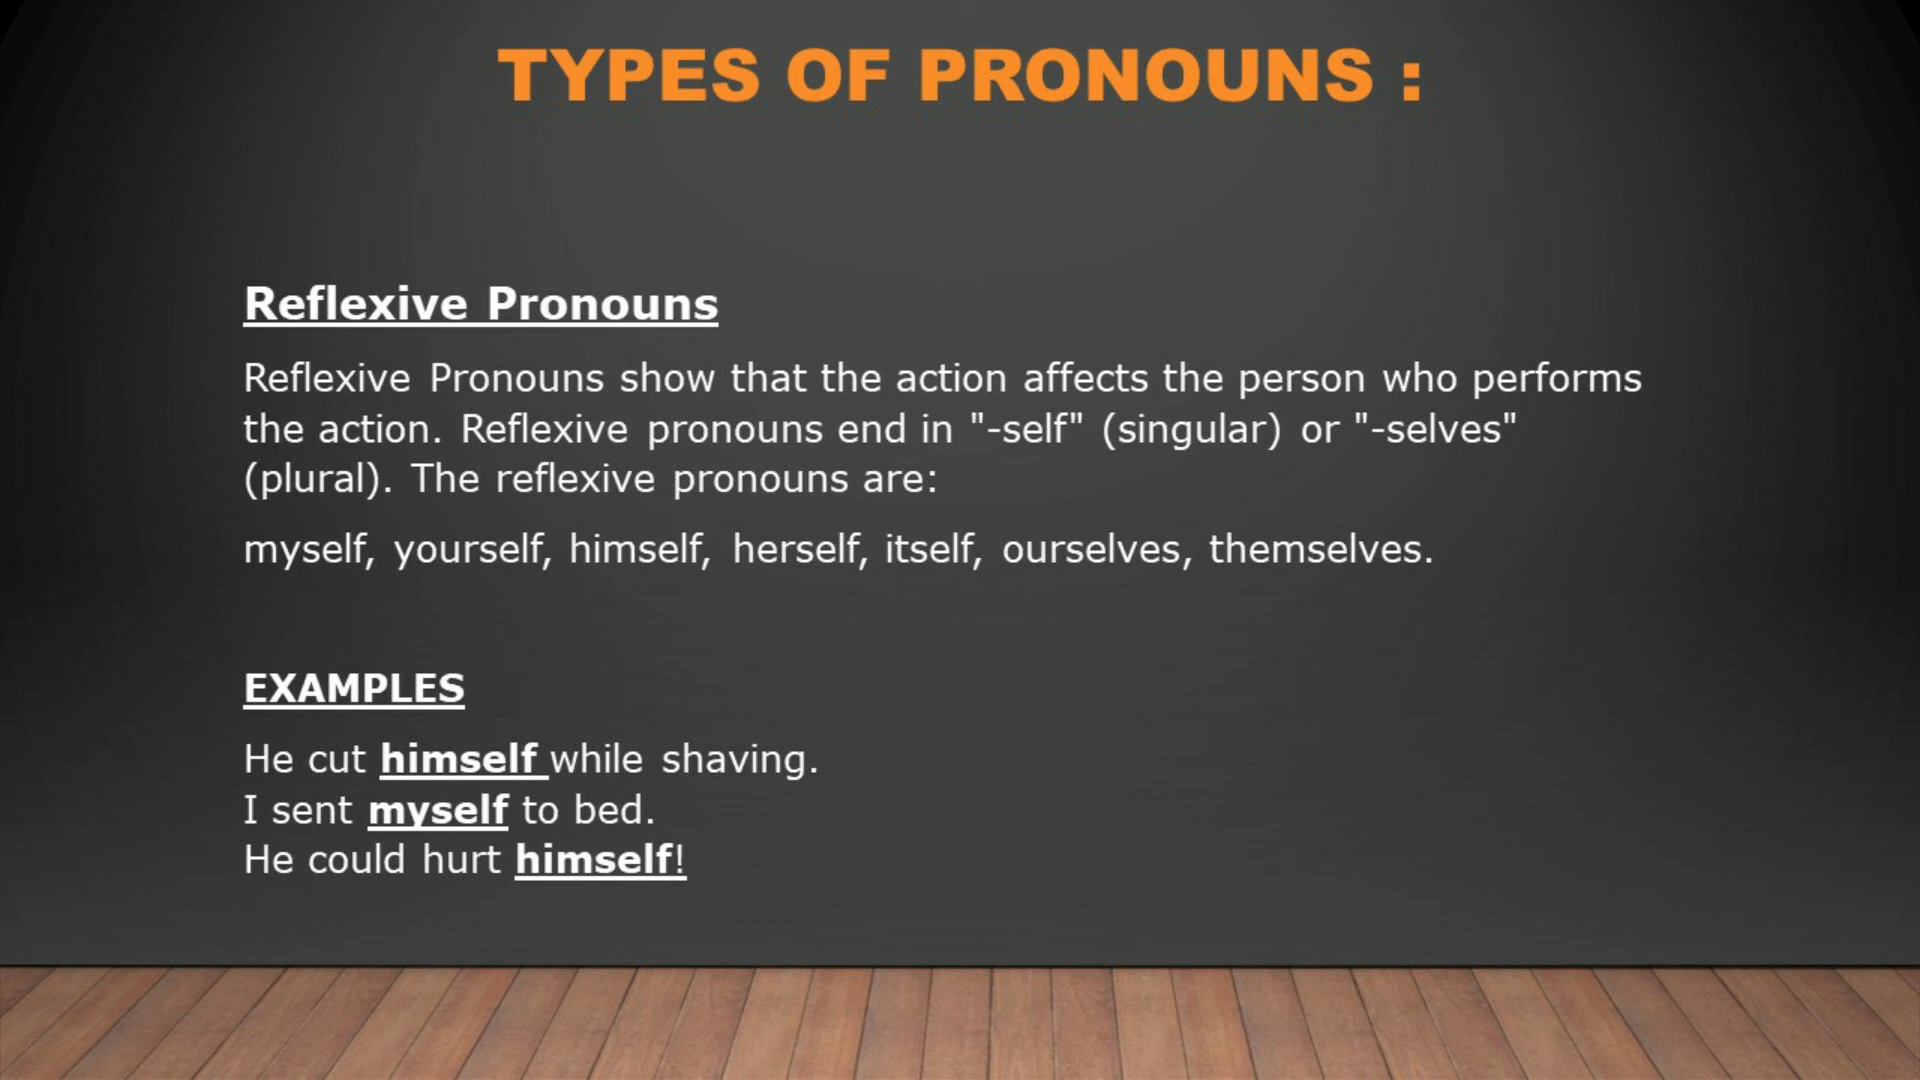 TYPES OF PRONOUNS :
Reflexive Pronouns
Reflexive Pronouns show that the action affects the person who performs
the action. Reflexive pronouns end in "-self" (singular) or "-selves"
(plural). The reflexive pronouns are:
myself, yourself, himself, herself, itself, ourselves, themselves.
EXAMPLES
He cut himself while shaving.
I sent myself to bed.
He could hurt himself!